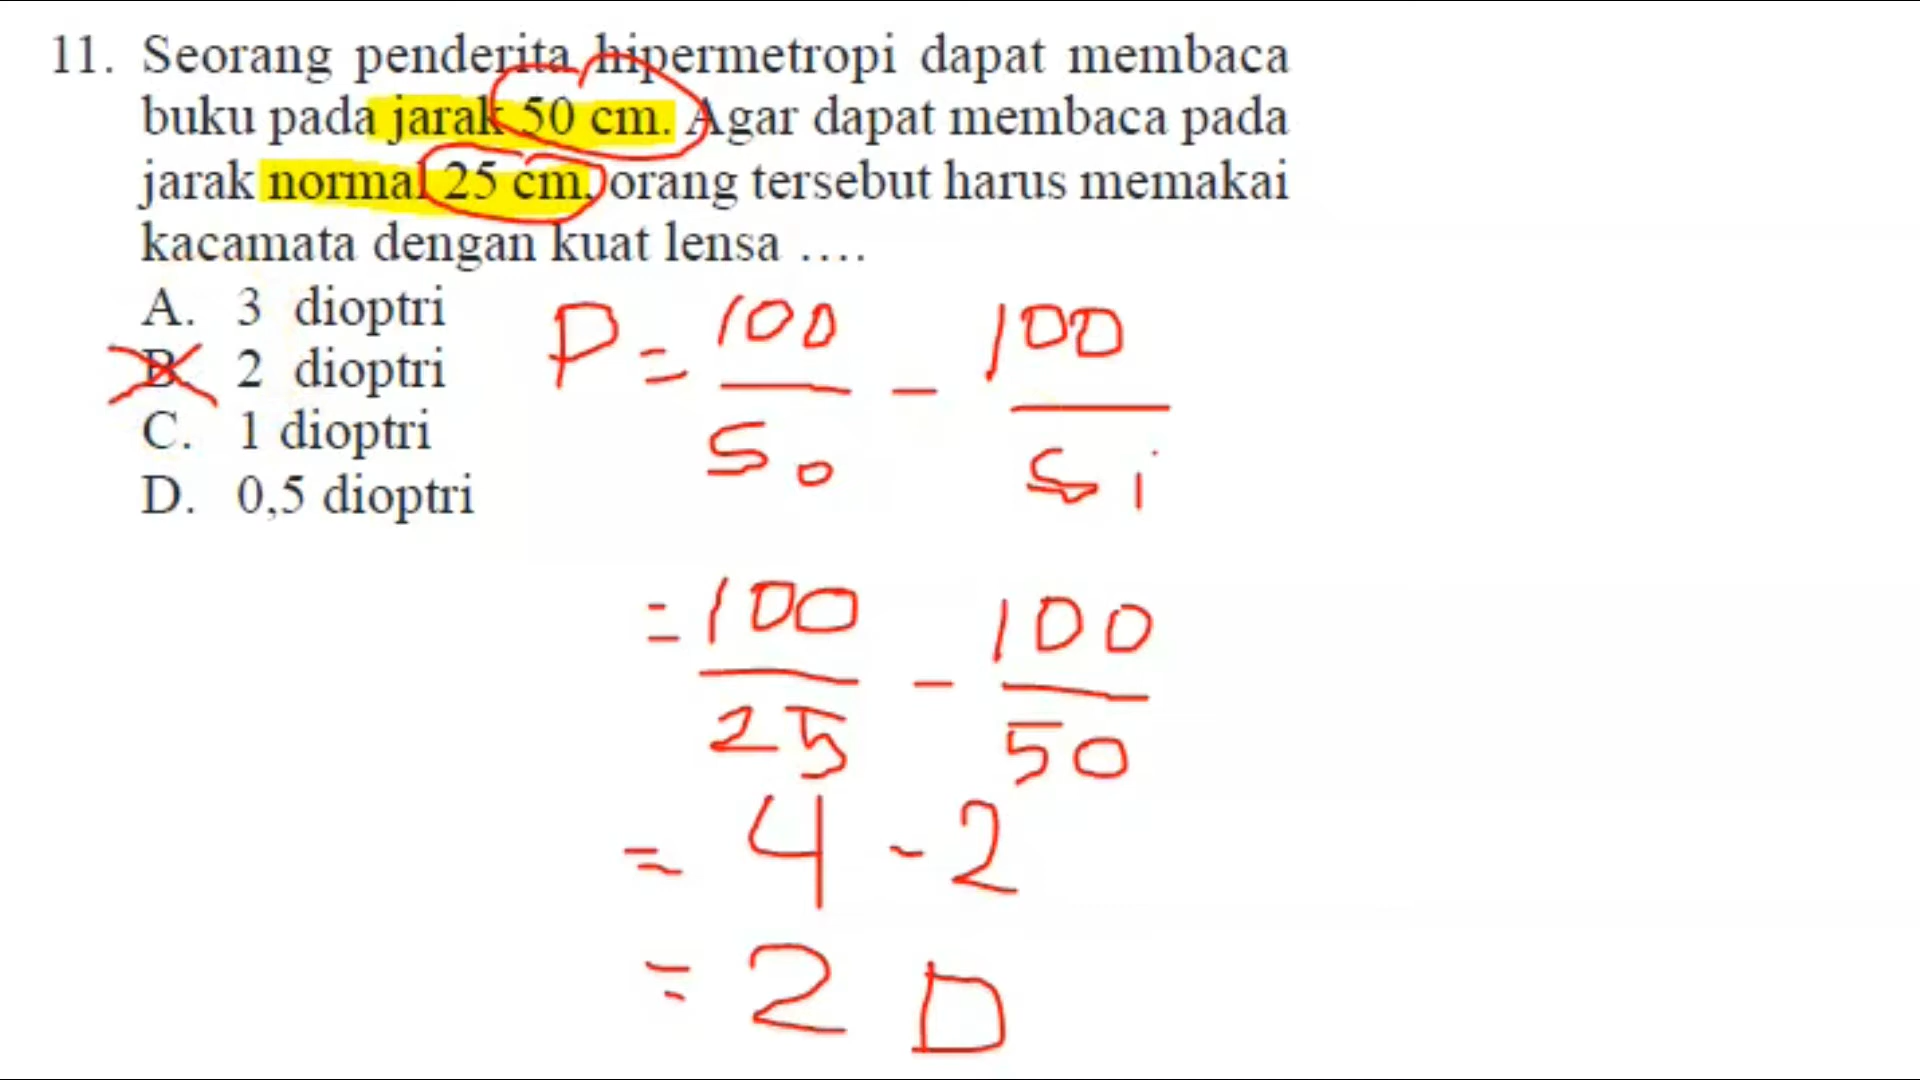 11. Seorang penderita hipermetropi dapat membaca
buku pada jarak 50 cm. Agar dapat membaca pada
jarak normal 25 cm, orang tersebut harus memakai
kacamata dengan kuat lensa ….
A. 3 dioptri
B. 2 dioptri
C. 1 dioptri
D. 0,5 dioptri
P = 100/So - 100/Si
= 100/25 - 100/50
= 4 - 2
= 2 D